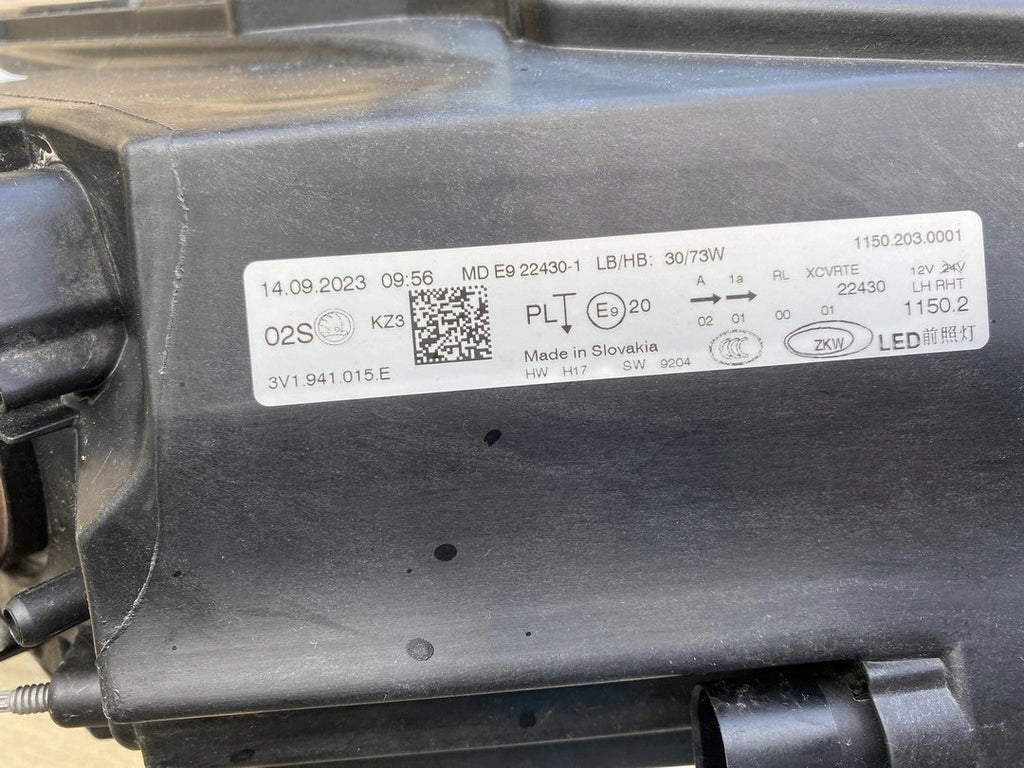 14.09.2023 09:56 MD E9 22430-1 LB/HB: 30/73W 1150.203.0001
02S KZ3 PL E9 20 A 1a RL XCVRTE 12V 24V
22430 LH RHT
02 01 00 01 1150.2
Made in Slovakia CCC ZKW LED前照灯
3V1.941.015.E HW H17 SW 9204